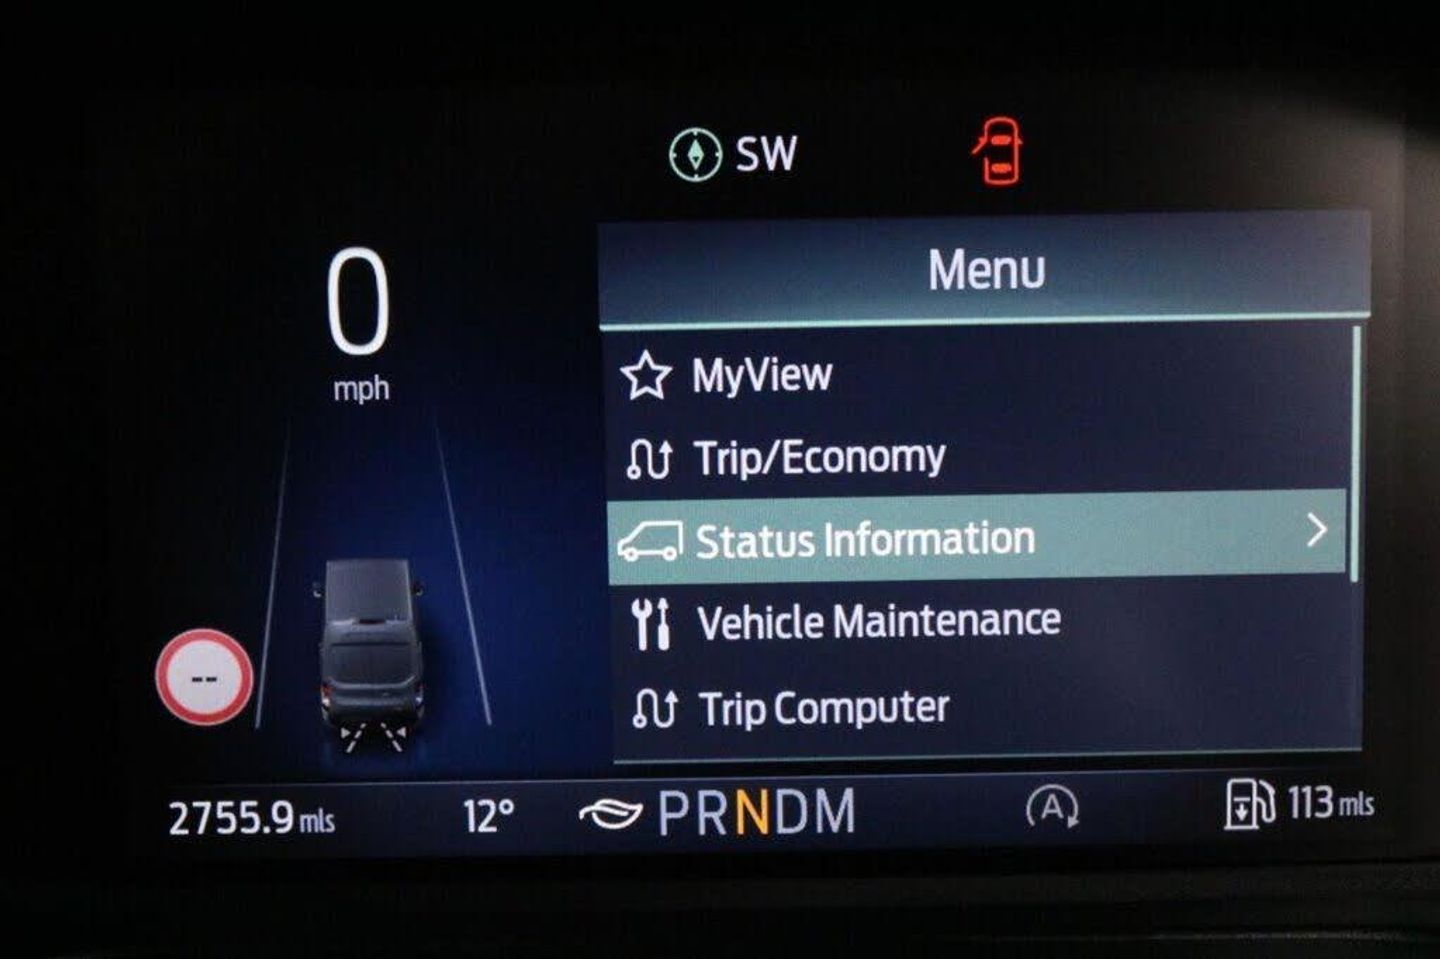 SW
0
mph
Menu
MyView
Trip/Economy
Status Information
Vehicle Maintenance
Trip Computer
--
2755.9 mls
12°
PRNDM
A
113 mls